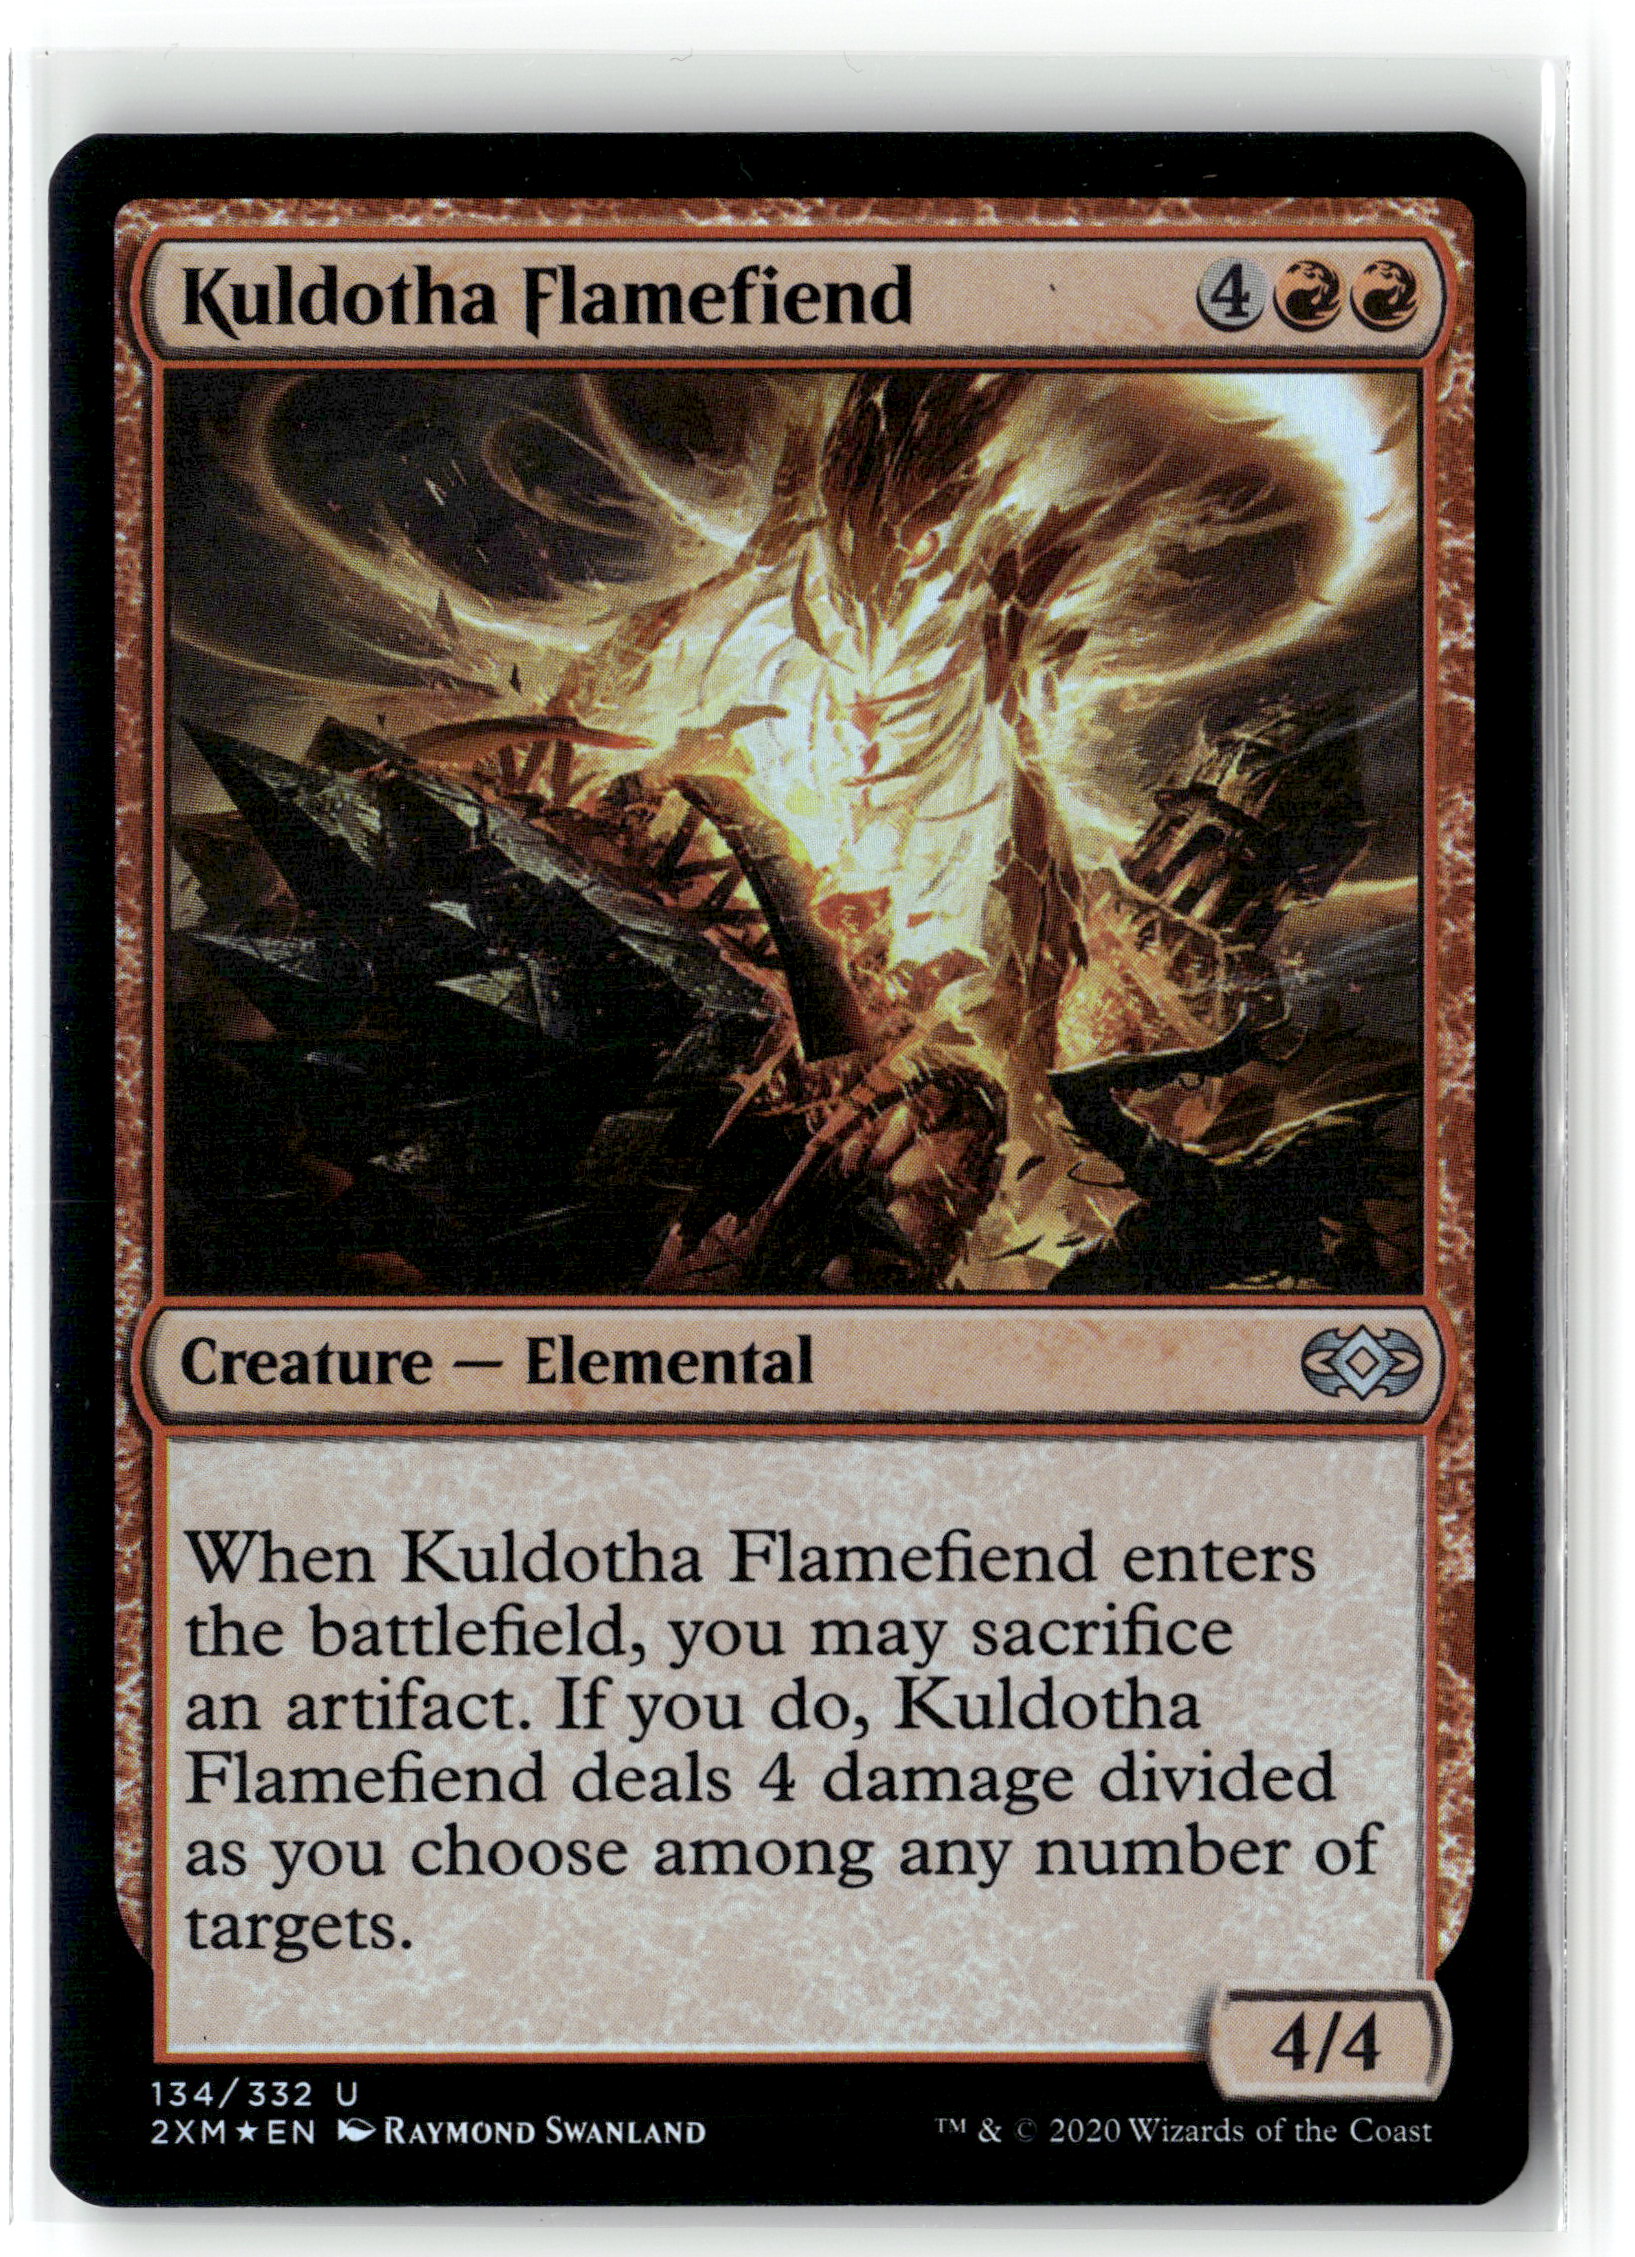 Kuldotha Flamefiend 4
Creature — Elemental
When Kuldotha Flamefiend enters
the battlefield, you may sacrifice
an artifact. If you do, Kuldotha
Flamefiend deals 4 damage divided
as you choose among any number of
targets.
4/4
134/332 U
2XM★EN Raymond Swanland
™ & © 2020 Wizards of the Coast